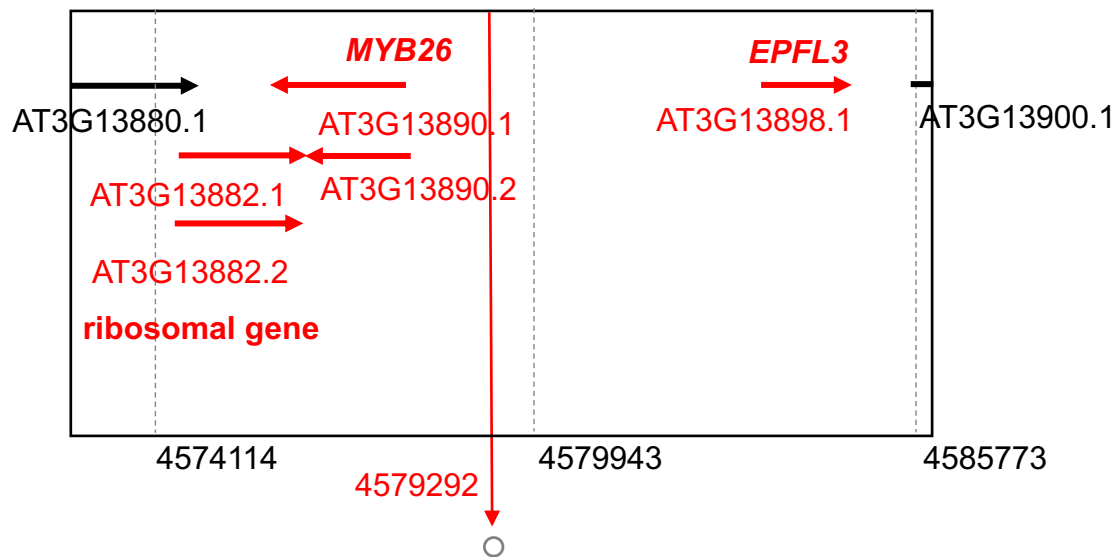 MYB26
EPFL3
AT3G13880.1
AT3G13890.1
AT3G13898.1
AT3G13900.1
AT3G13882.1
AT3G13890.2
AT3G13882.2
ribosomal gene
4574114
4579943
4585773
4579292